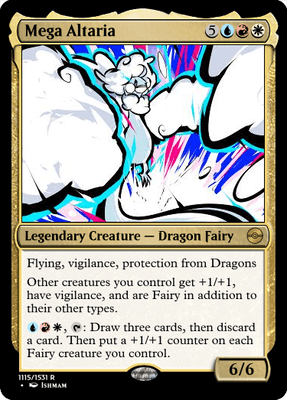 Mega Altaria 5
Legendary Creature — Dragon Fairy
Flying, vigilance, protection from Dragons
Other creatures you control get +1/+1,
have vigilance, and are Fairy in addition
to their other types.
: Draw three cards, then discard
a card. Then put a +1/+1 counter on each
Fairy creature you control.
6/6
1115/1531 R
Ishmam